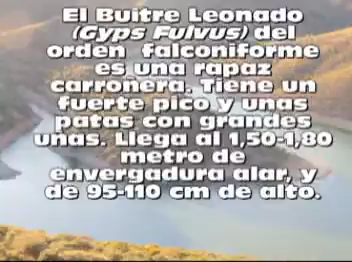 El Buitre Leonado
(Gyps Fulvus) del
orden falconiforme
es una rapaz
carroñera. Tiene un
fuerte pico y unas
patas con grandes
uñas. Llega al 1,50-1,80
metro de
envergadura alar, y
de 95-110 cm de alto.